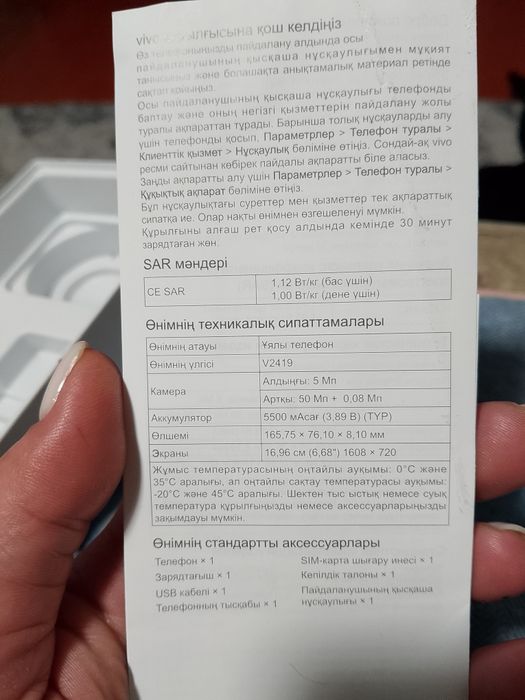 vivo құрылғысына қош келдіңіз
Өз телефоныңызды пайдалану алдында осы
пайдаланушының қысқаша нұсқаулығымен мұқият
танысыңыз және болашақта анықтамалық материал ретінде
сақтап қойыңыз.
Осы пайдаланушының қысқаша нұсқаулығы телефонды
баптау және оның негізгі қызметтерін пайдалану жолы
туралы ақпараттан тұрады. Барынша толық нұсқауларды алу
үшін телефонды қосып, Параметрлер > Телефон туралы >
Клиенттік қызмет > Нұсқаулық бөліміне өтіңіз. Сондай-ақ vivo
ресми сайтынан көбірек пайдалы ақпаратты біле аласыз.
Заңды ақпаратты алу үшін Параметрлер > Телефон туралы >
Құқықтық ақпарат бөліміне өтіңіз.
Бұл нұсқаулықтағы суреттер мен қызметтер тек ақпараттық
сипатқа ие. Олар нақты өнімнен өзгешеленуі мүмкін.
Құрылғыны алғаш рет қосу алдында кемінде 30 минут
зарядтаған жөн.
SAR мәндері
CE SAR
1,12 Вт/кг (бас үшін)
1,00 Вт/кг (дене үшін)
Өнімнің техникалық сипаттамалары
Өнімнің атауы Ұялы телефон
Өнімнің үлгісі V2419
Камера
Алдыңғы: 5 Мп
Артқы: 50 Мп + 0,08 Мп
Аккумулятор 5500 мАсағ (3,89 В) (TYP)
Өлшемі 165,75 × 76,10 × 8,10 мм
Экраны 16,96 см (6,68") 1608 × 720
Жұмыс температурасының оңтайлы ауқымы: 0°C және
35°C аралығы, ал оңтайлы сақтау температурасы ауқымы:
-20°C және 45°C аралығы. Шектен тыс ыстық немесе суық
температура құрылғыңызды немесе аксессуарларыңызды
зақымдауы мүмкін.
Өнімнің стандартты аксессуарлары
Телефон × 1
Зарядтағыш × 1
USB кабелі × 1
Телефонның тысқабы × 1
SIM-карта шығару инесі × 1
Кепілдік талоны × 1
Пайдаланушының қысқаша
нұсқаулығы × 1